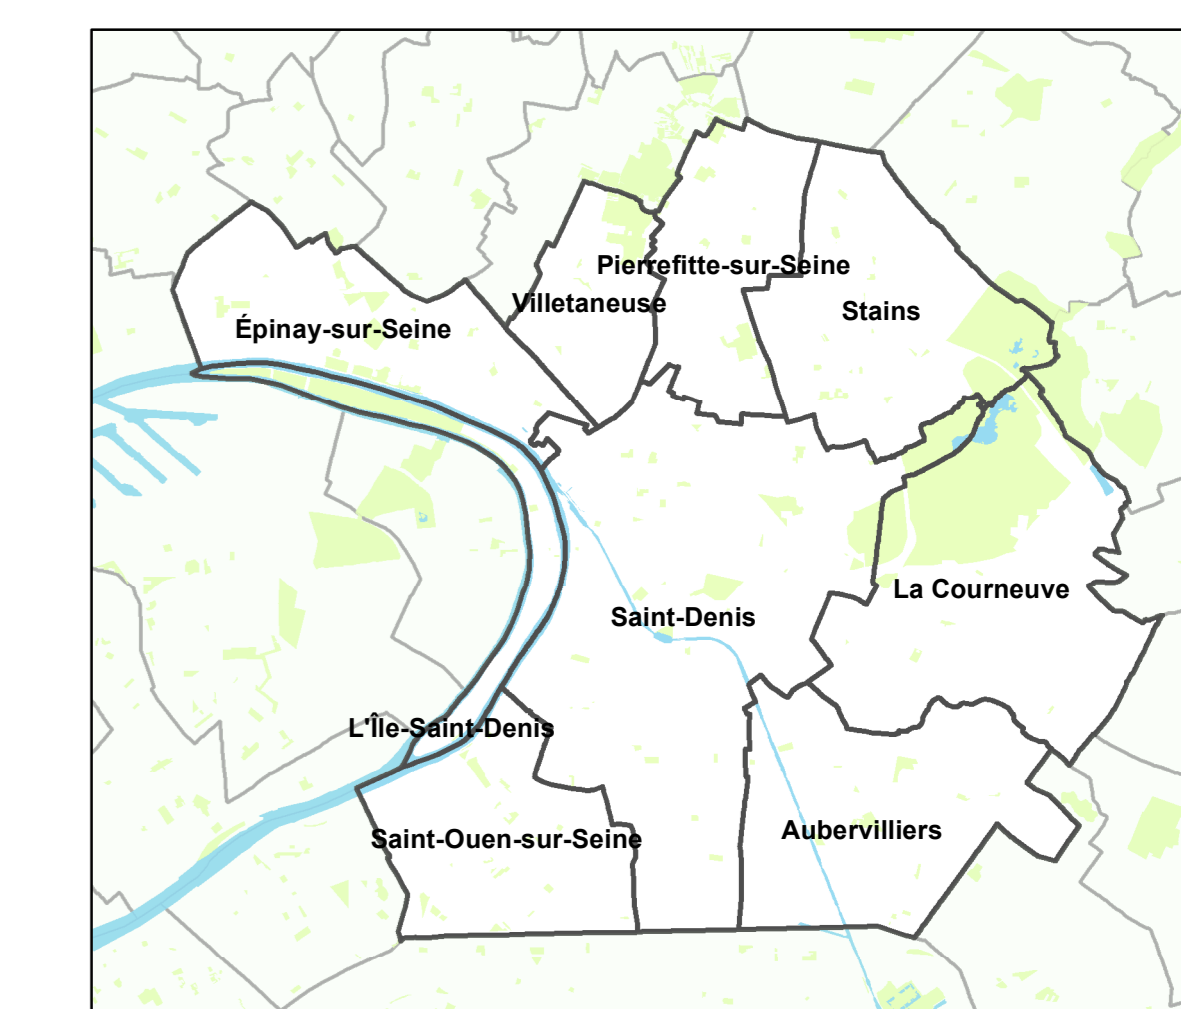 Pierrefitte-sur-Seine
Villetaneuse
Stains
Épinay-sur-Seine
La Courneuve
Saint-Denis
L'Île-Saint-Denis
Aubervilliers
Saint-Ouen-sur-Seine